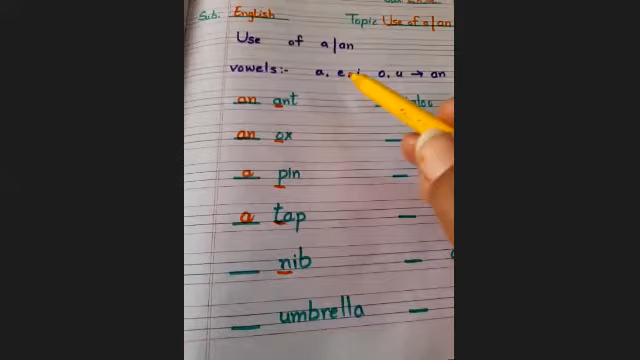 Sub: English Topic: Use of a|an
Use of a|an
vowels:- a, e, i, o, u → an
an ant
an ox
a pin
a tap
nib
umbrella